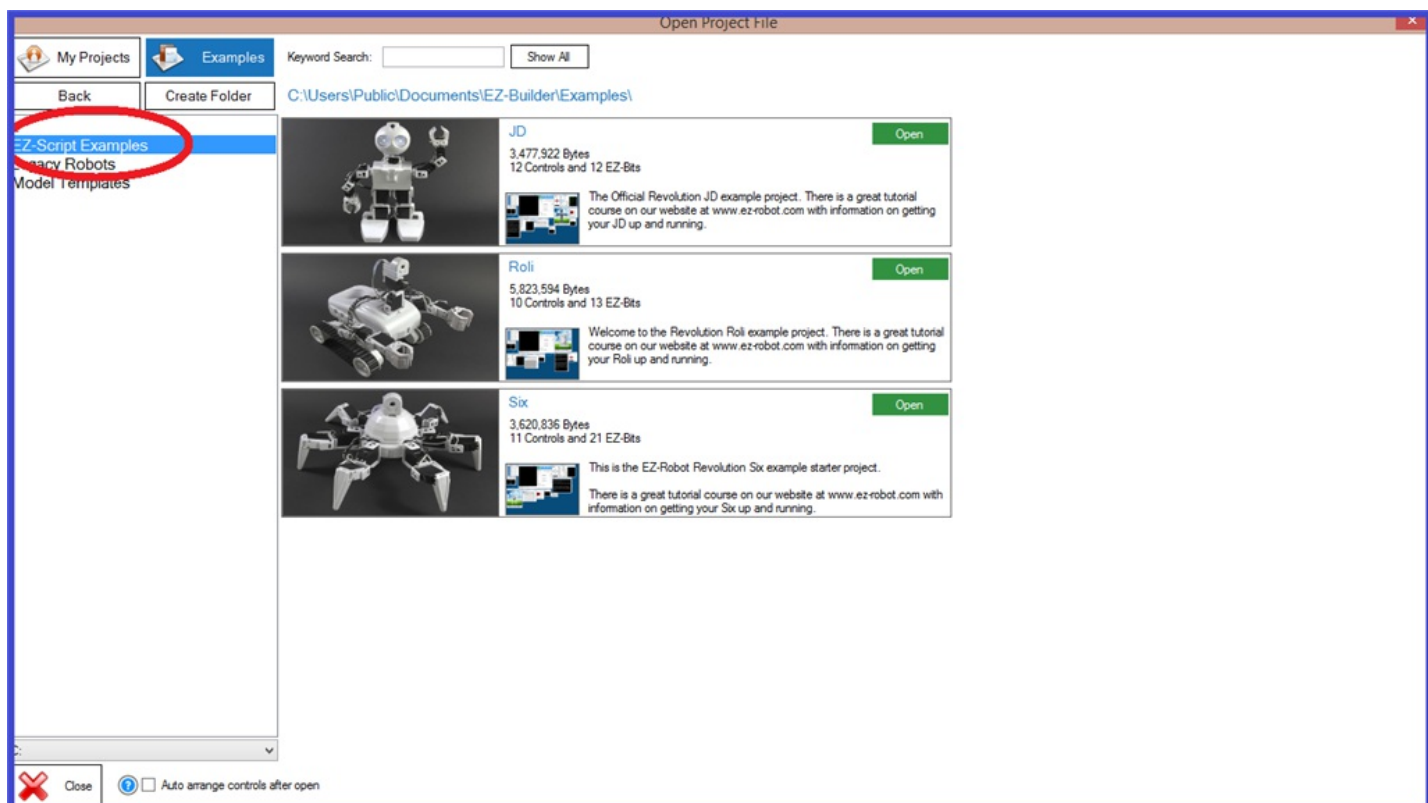 Open Project File
My Projects
Examples
Keyword Search:
Show All
Back
Create Folder
C:\Users\Public\Documents\EZ-Builder\Examples\
EZ-Script Examples
Legacy Robots
Model Templates
JD
Open
3,477,922 Bytes
12 Controls and 12 EZ-Bits
The Official Revolution JD example project. There is a great tutorial
course on our website at www.ez-robot.com with information on getting
your JD up and running.
Roli
Open
5,823,594 Bytes
10 Controls and 13 EZ-Bits
Welcome to the Revolution Roli example project. There is a great tutorial
course on our website at www.ez-robot.com with information on getting
your Roli up and running.
Six
Open
3,620,836 Bytes
11 Controls and 21 EZ-Bits
This is the EZ-Robot Revolution Six example starter project.
There is a great tutorial course on our website at www.ez-robot.com with
information on getting your Six up and running.
C:
Close
Auto arrange controls after open